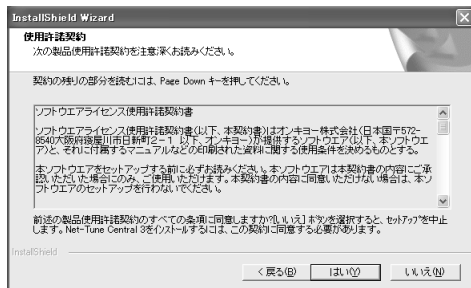 InstallShield Wizard
使用許諾契約
次の製品使用許諾契約を注意深くお読みください。
契約の残りの部分を読むには、Page Down キーを押してください。
ソフトウエアライセンス使用許諾契約書
ソフトウエアライセンス使用許諾契約書(以下、本契約書)はオンキヨー株式会社(日本国〒572-
8540大阪府寝屋川市日新町2-1 以下、オンキヨー)が提供するソフトウエア(以下、本ソフトウエ
ア)と、それに付属するマニュアルなどの印刷された資料に関する使用条件を決めるものとする。
本ソフトウエアをセットアップする前に必ずお読みください。本ソフトウエアは本契約書の内容にご承
認いただいた場合にのみ、ご使用いただけます。本契約書の内容に同意いただけない場合は、本ソ
フトウエアのセットアップを行わないでください。
前述の製品使用許諾契約のすべての条項に同意しますか?[いいえ] ボタンを選択すると、セットアップを中止
します。Net-Tune Central 3をインストールするには、この契約に同意する必要があります。
InstallShield
< 戻る(B)
はい(Y)
いいえ(N)